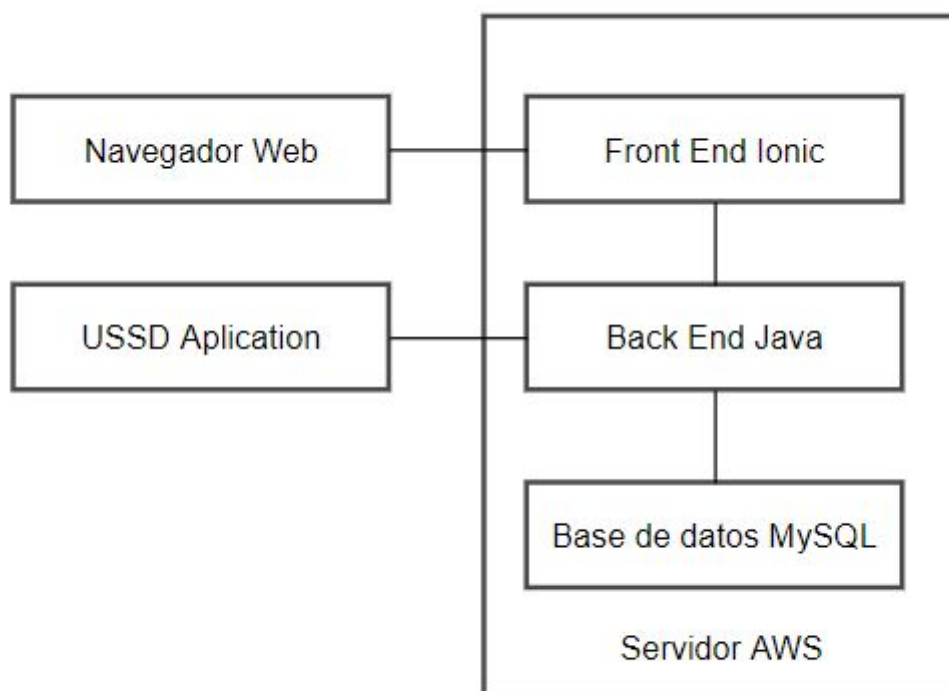 Navegador Web
Front End Ionic
USSD Aplication
Back End Java
Base de datos MySQL
Servidor AWS